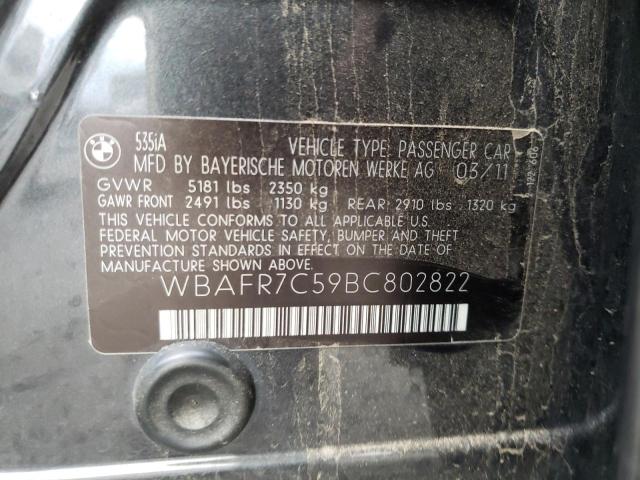 BMW
535iA
VEHICLE TYPE: PASSENGER CAR
MFD BY BAYERISCHE MOTOREN WERKE AG 03/11
GVWR 5181 lbs 2350 kg
GAWR FRONT 2491 lbs 1130 kg REAR: 2910 lbs 1320 kg
THIS VEHICLE CONFORMS TO ALL APPLICABLE U.S.
FEDERAL MOTOR VEHICLE SAFETY, BUMPER AND THEFT
PREVENTION STANDARDS IN EFFECT ON THE DATE OF
MANUFACTURE SHOWN ABOVE.
WBAFR7C59BC802822